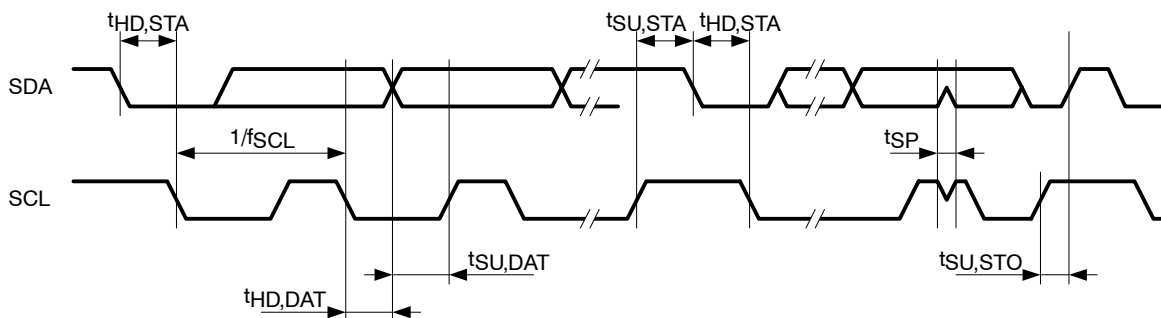 tHD,STA
tSU,STA
tHD,STA
SDA
1/fSCL
tSP
SCL
tSU,DAT
tSU,STO
tHD,DAT